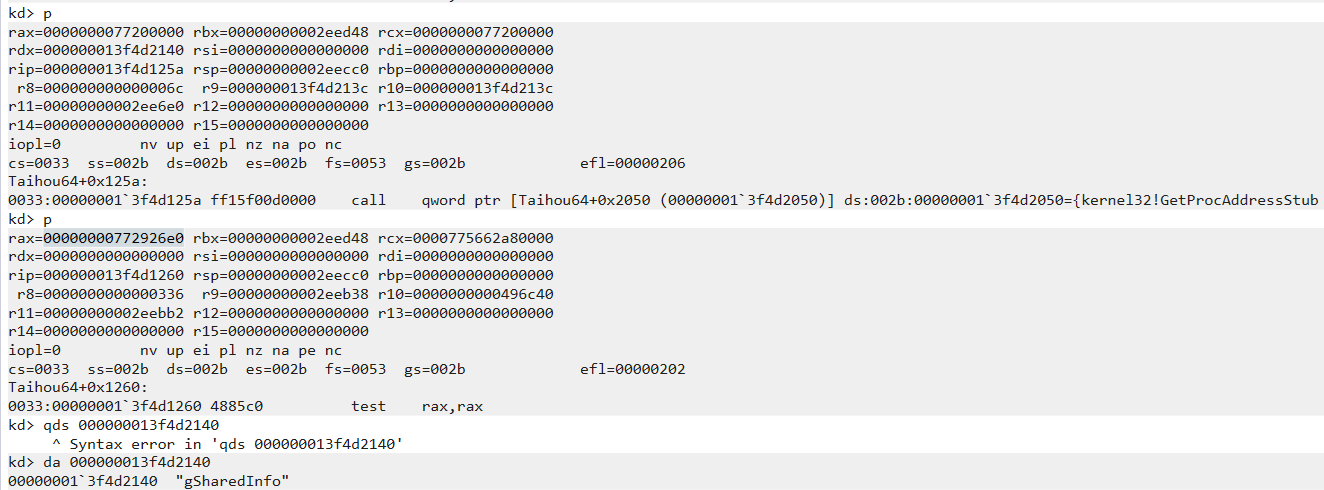 kd> p
rax=0000000077200000 rbx=00000000002eed48 rcx=0000000077200000
rdx=000000013f4d2140 rsi=0000000000000000 rdi=0000000000000000
rip=000000013f4d125a rsp=00000000002eecc0 rbp=0000000000000000
r8=000000000000006c r9=000000013f4d213c r10=000000013f4d213c
r11=00000000002ee6e0 r12=0000000000000000 r13=0000000000000000
r14=0000000000000000 r15=0000000000000000
iopl=0 nv up ei pl nz na po nc
cs=0033 ss=002b ds=002b es=002b fs=0053 gs=002b efl=00000206
Taihou64+0x125a:
0033:00000001`3f4d125a ff15f00d0000 call qword ptr [Taihou64+0x2050 (00000001`3f4d2050)] ds:002b:00000001`3f4d2050={kernel32!GetProcAddressStub
kd> p
rax=00000000772926e0 rbx=00000000002eed48 rcx=0000775662a80000
rdx=0000000000000000 rsi=0000000000000000 rdi=0000000000000000
rip=000000013f4d1260 rsp=00000000002eecc0 rbp=0000000000000000
r8=0000000000000336 r9=00000000002eeb38 r10=0000000000496c40
r11=00000000002eebb2 r12=0000000000000000 r13=0000000000000000
r14=0000000000000000 r15=0000000000000000
iopl=0 nv up ei pl nz na pe nc
cs=0033 ss=002b ds=002b es=002b fs=0053 gs=002b efl=00000202
Taihou64+0x1260:
0033:00000001`3f4d1260 4885c0 test rax,rax
kd> qds 000000013f4d2140
^ Syntax error in 'qds 000000013f4d2140'
kd> da 000000013f4d2140
00000001`3f4d2140 "gSharedInfo"